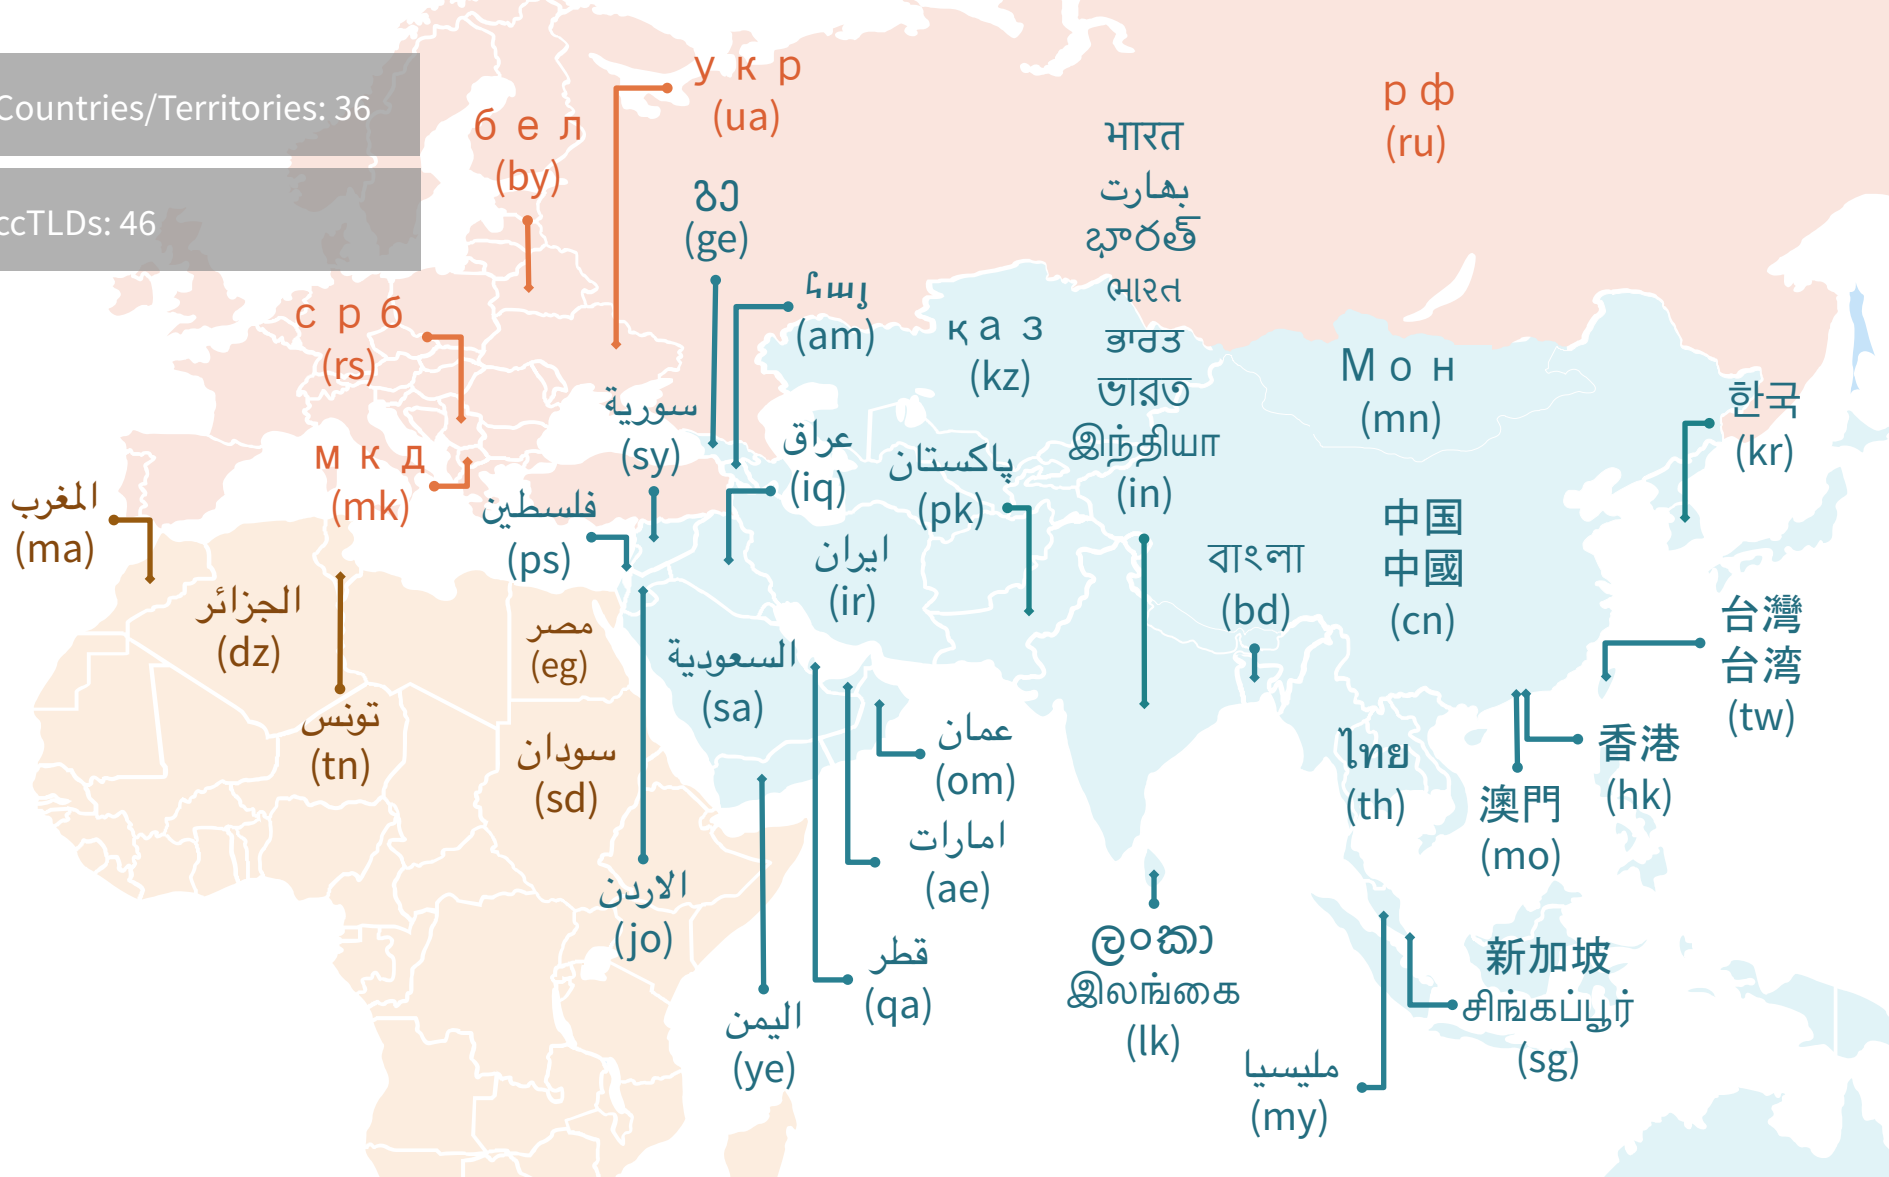 Countries/Territories: 36
ccTLDs: 46
укр
(ua)
бел
(by)
рф
(ru)
срб
(rs)
мкд
(mk)
გე
(ge)
հայ
(am)
қаз
(kz)
भारत
بھارت
భారత్
ભારત
ਭਾਰਤ
ভারত
இந்தியா
(in)
Мон
(mn)
한국
(kr)
سورية
(sy)
عراق
(iq)
پاکستان
(pk)
فلسطين
(ps)
ایران
(ir)
المغرب
(ma)
الجزائر
(dz)
تونس
(tn)
مصر
(eg)
سودان
(sd)
السعودية
(sa)
বাংলা
(bd)
中国
中國
(cn)
台灣
台湾
(tw)
香港
(hk)
澳門
(mo)
ไทย
(th)
عمان
(om)
امارات
(ae)
قطر
(qa)
الاردن
(jo)
اليمن
(ye)
ලංකා
இலங்கை
(lk)
新加坡
சிங்கப்பூர்
(sg)
مليسيا
(my)